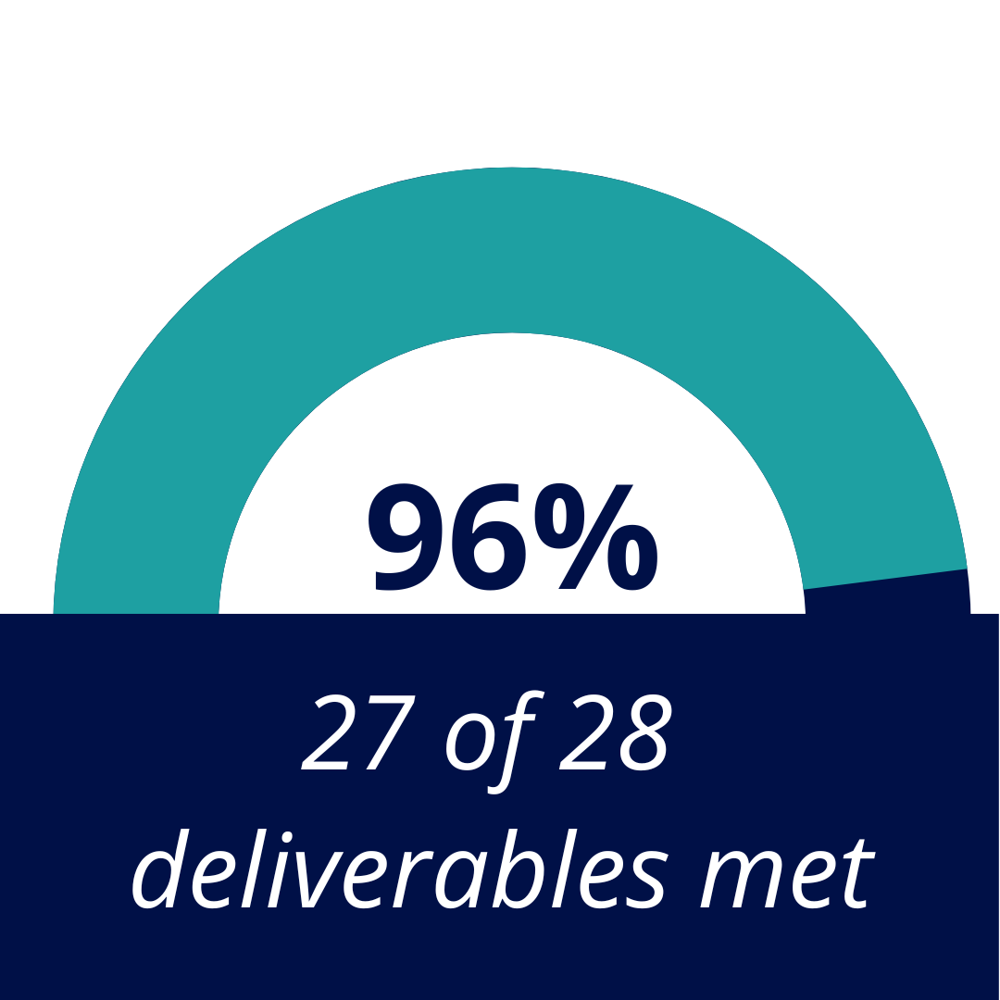 96%
27 of 28
deliverables met